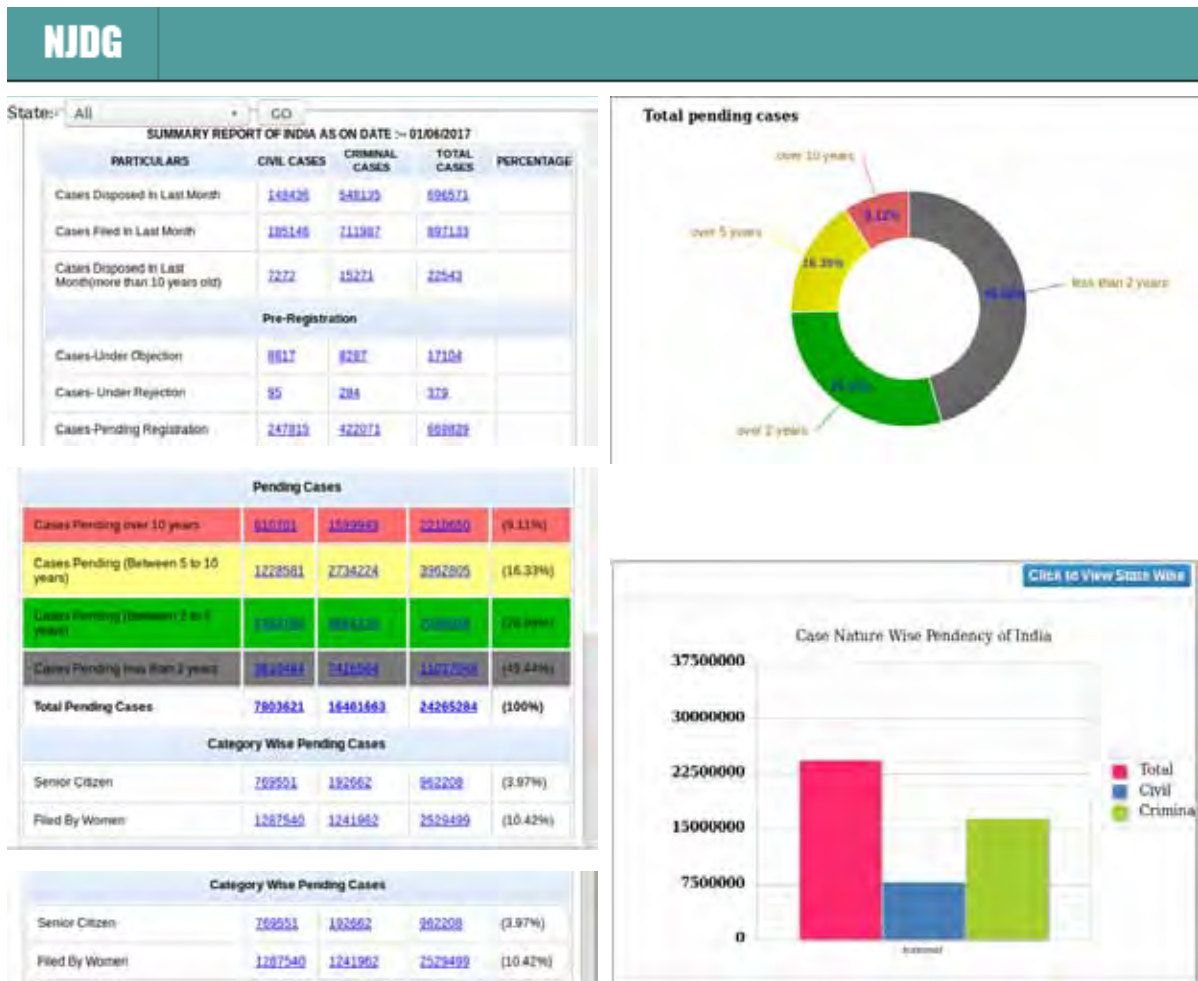 NJDG
State:- All GO
SUMMARY REPORT OF INDIA AS ON DATE :-- 01/06/2017
PARTICULARS CIVIL CASES CRIMINAL CASES TOTAL CASES PERCENTAGE
Cases Disposed In Last Month 148436 548135 696571
Cases Filed In Last Month 185146 711987 897133
Cases Disposed In Last
Month(more than 10 years old) 7272 15271 22543
Pre-Registration
Cases-Under Objection 8817 8287 17104
Cases- Under Rejection 95 284 379
Cases-Pending Registration 247815 422071
Pending Cases
Cases Pending over 10 years 2210650 (9.11%)
Cases Pending (Between 5 to 10
years) 1228581 2734224 3962805 (16.33%)
Cases Pending less than 2 years
Total Pending Cases 7803621 16461663 24265284 (100%)
Category Wise Pending Cases
Senior Citizen 769551 192662 962208 (3.97%)
Filed By Women 1287540 1241962 2529499 (10.42%)
Category Wise Pending Cases
Senior Citizen 769551 192662 962208 (3.97%)
Filed By Women 1287540 1241962 2529499 (10.42%)
Total pending cases
over 10 years
over 5 years
less than 2 years
over 2 years
Click to View State Wise
Case Nature Wise Pendency of India
37500000
30000000
22500000
15000000
7500000
0
Total
Civil
Crimina